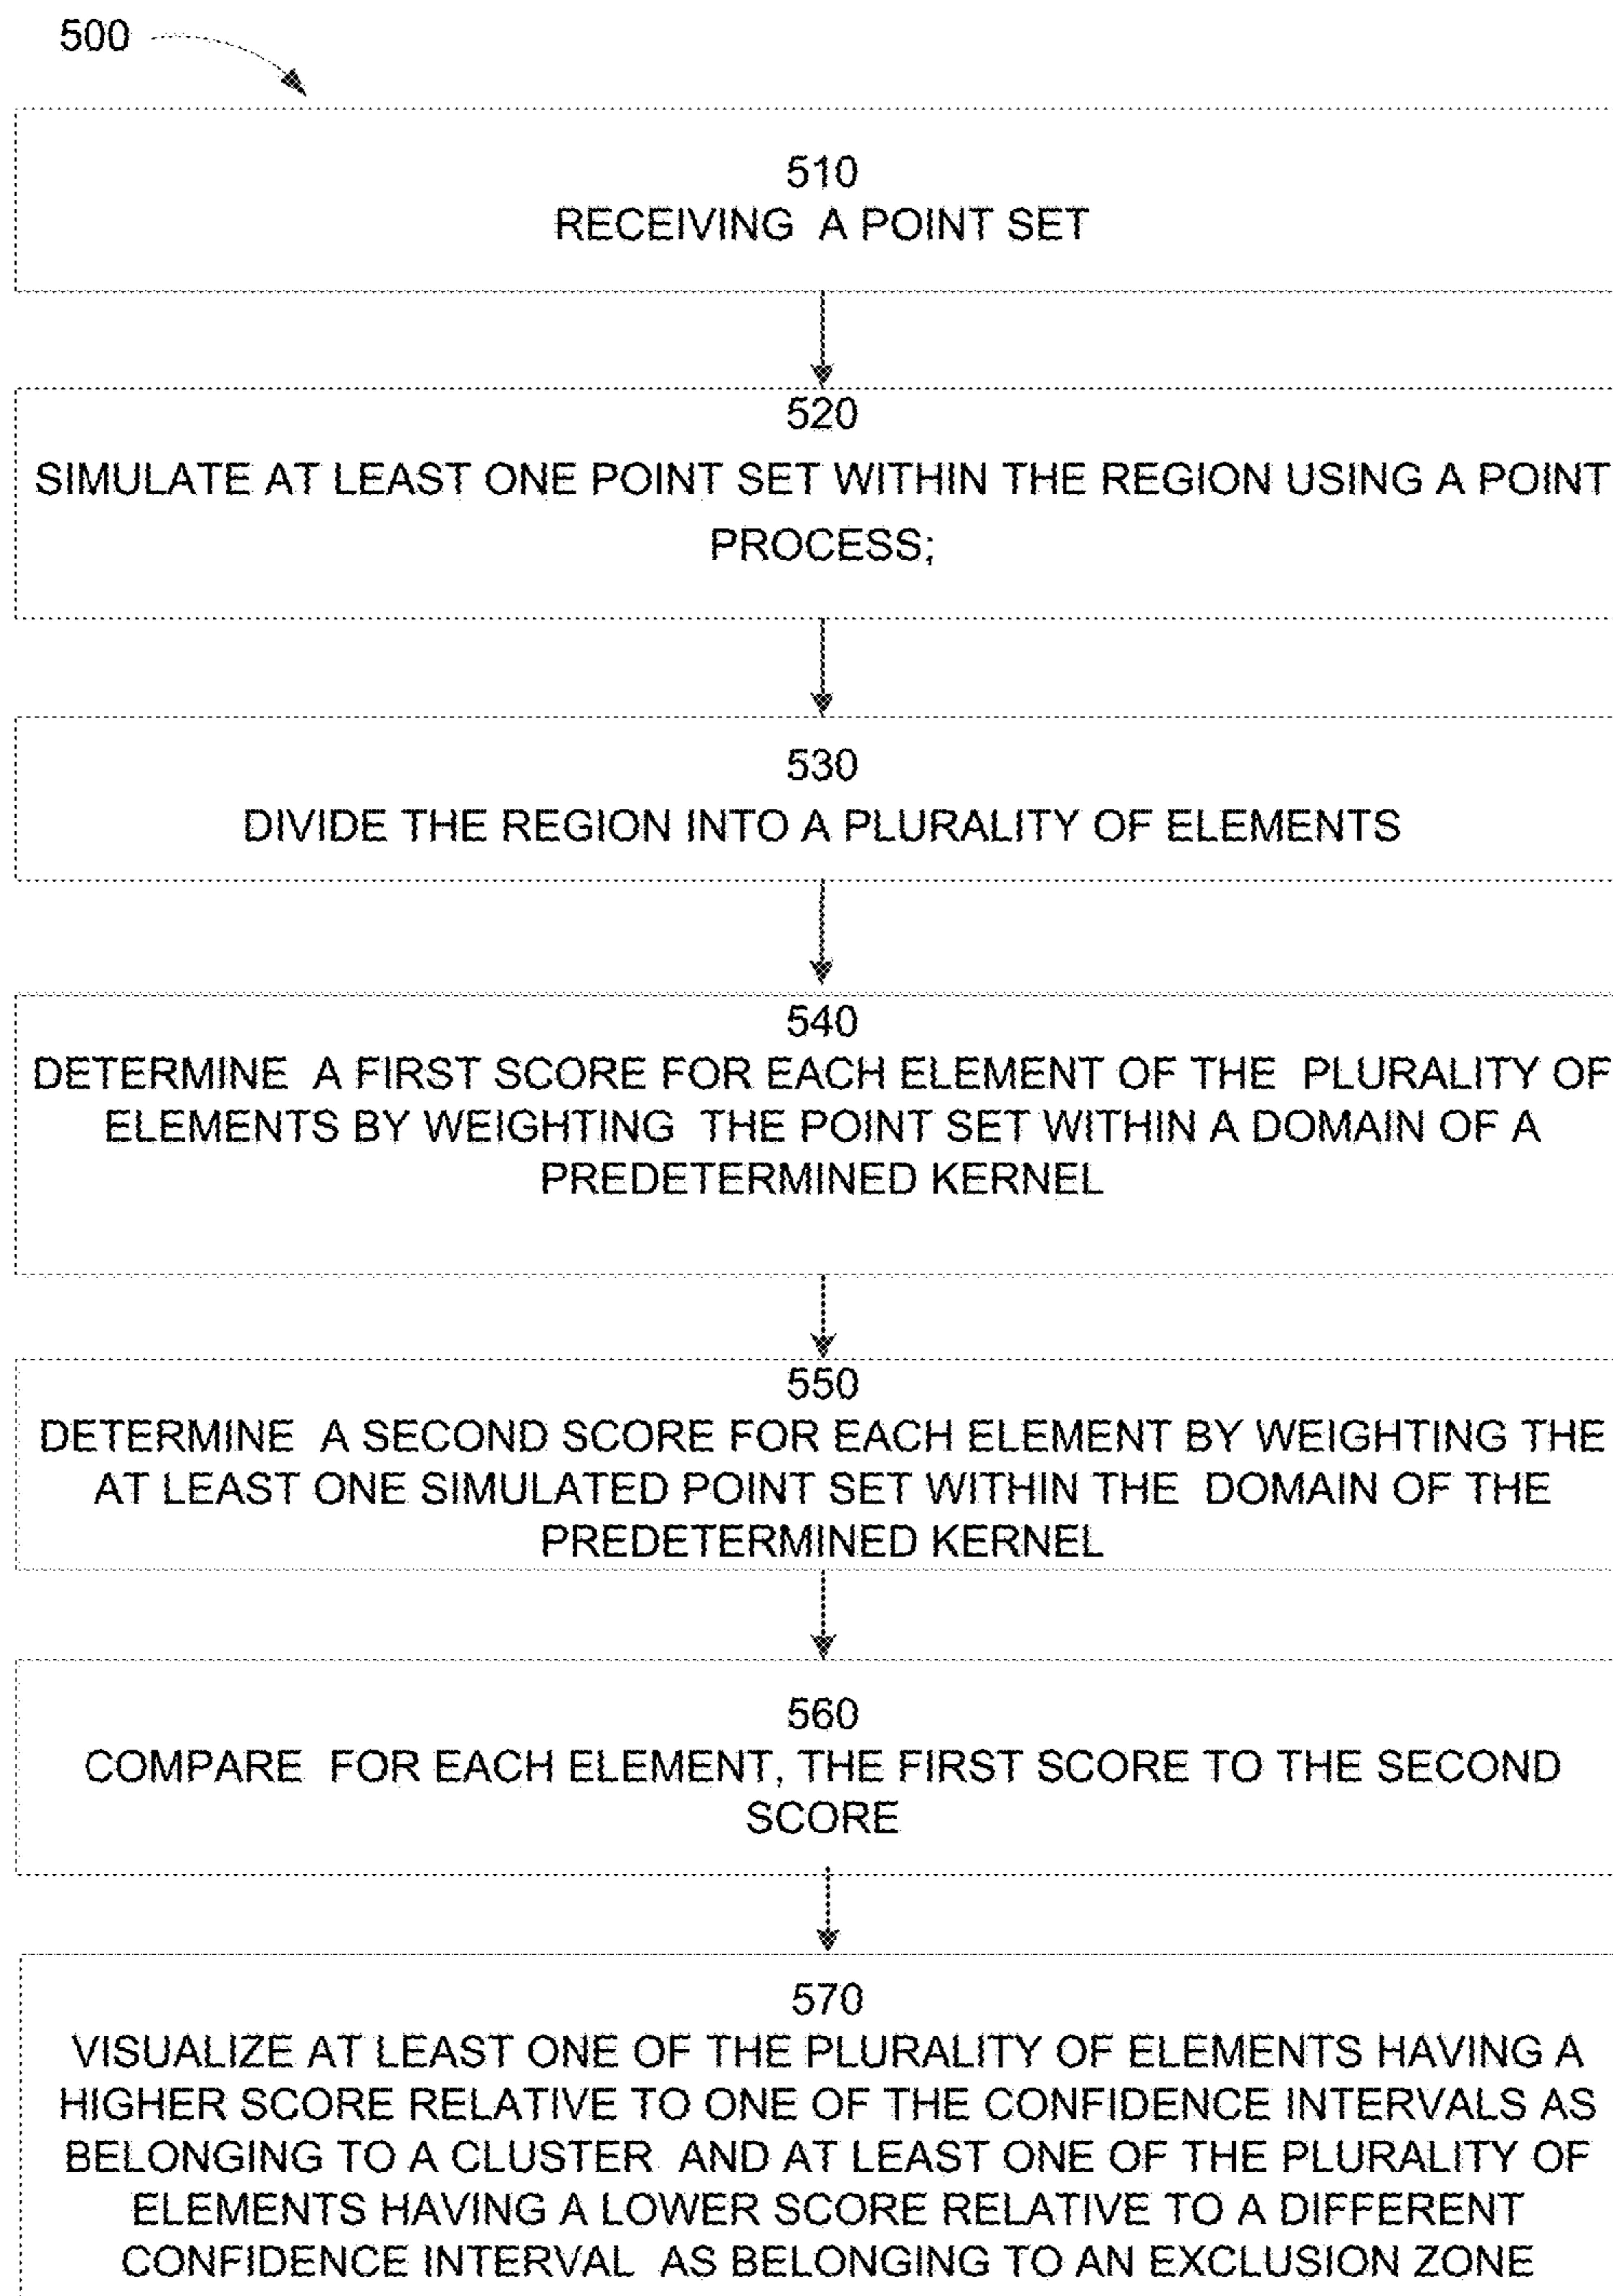 500
510
RECEIVING A POINT SET
520
SIMULATE AT LEAST ONE POINT SET WITHIN THE REGION USING A POINT
PROCESS;
530
DIVIDE THE REGION INTO A PLURALITY OF ELEMENTS
540
DETERMINE A FIRST SCORE FOR EACH ELEMENT OF THE PLURALITY OF
ELEMENTS BY WEIGHTING THE POINT SET WITHIN A DOMAIN OF A
PREDETERMINED KERNEL
550
DETERMINE A SECOND SCORE FOR EACH ELEMENT BY WEIGHTING THE
AT LEAST ONE SIMULATED POINT SET WITHIN THE DOMAIN OF THE
PREDETERMINED KERNEL
560
COMPARE FOR EACH ELEMENT, THE FIRST SCORE TO THE SECOND
SCORE
570
VISUALIZE AT LEAST ONE OF THE PLURALITY OF ELEMENTS HAVING A
HIGHER SCORE RELATIVE TO ONE OF THE CONFIDENCE INTERVALS AS
BELONGING TO A CLUSTER AND AT LEAST ONE OF THE PLURALITY OF
ELEMENTS HAVING A LOWER SCORE RELATIVE TO A DIFFERENT
CONFIDENCE INTERVAL AS BELONGING TO AN EXCLUSION ZONE